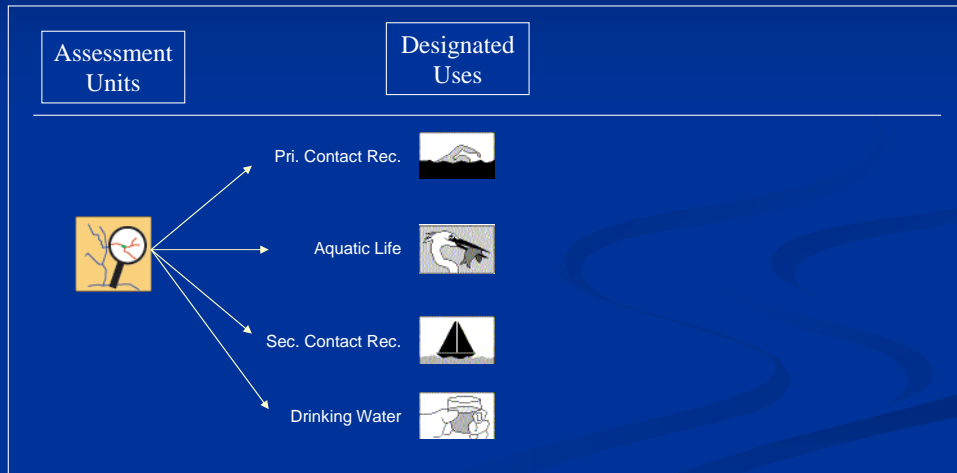 Assessment
Units
Designated
Uses
Pri. Contact Rec.
Aquatic Life
Sec. Contact Rec.
Drinking Water